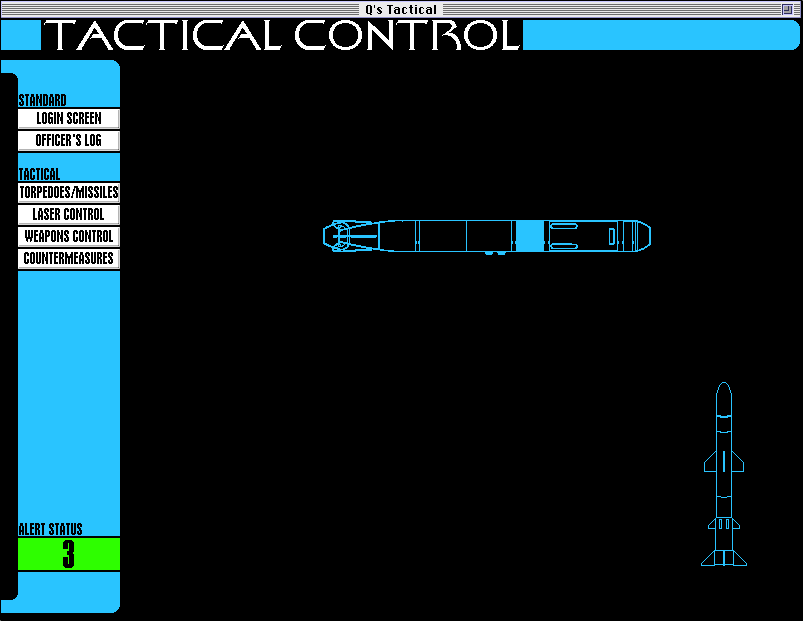 Q's Tactical
TACTICAL CONTROL
STANDARD
LOGIN SCREEN
OFFICER'S LOG
TACTICAL
TORPEDOES/MISSILES
LASER CONTROL
WEAPONS CONTROL
COUNTERMEASURES
ALERT STATUS
3